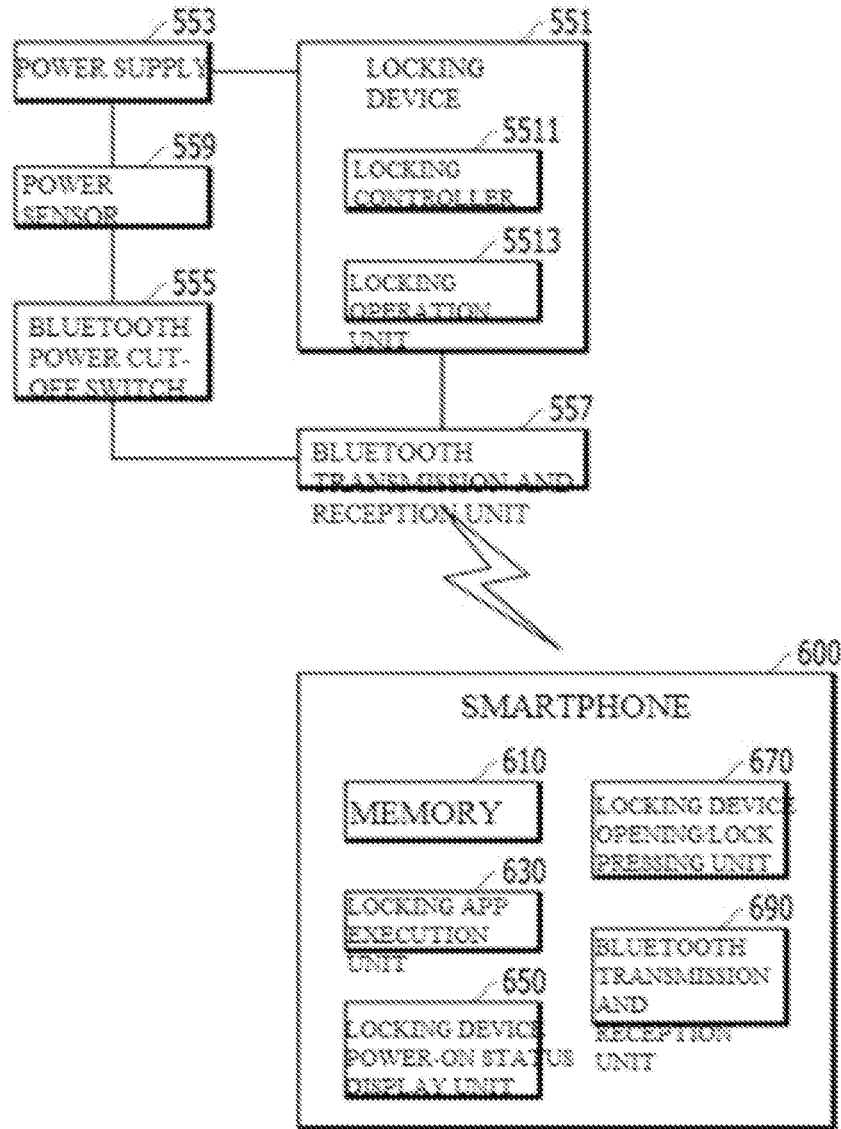 553
POWER SUPPLY
551
LOCKING
DEVICE
5511
LOCKING
CONTROLLER
5513
LOCKING
OPERATION
UNIT
559
POWER
SENSOR
555
BLUETOOTH
POWER CUT-
OFF SWITCH
557
BLUETOOTH
TRANSMISSION AND
RECEPTION UNIT
600
SMARTPHONE
610
MEMORY
630
LOCKING APP
EXECUTION
UNIT
650
LOCKING DEVICE
POWER-ON STATUS
DISPLAY UNIT
670
LOCKING DEVICE
OPENING/LOCK
PRESSING UNIT
690
BLUETOOTH
TRANSMISSION
AND
RECEPTION
UNIT